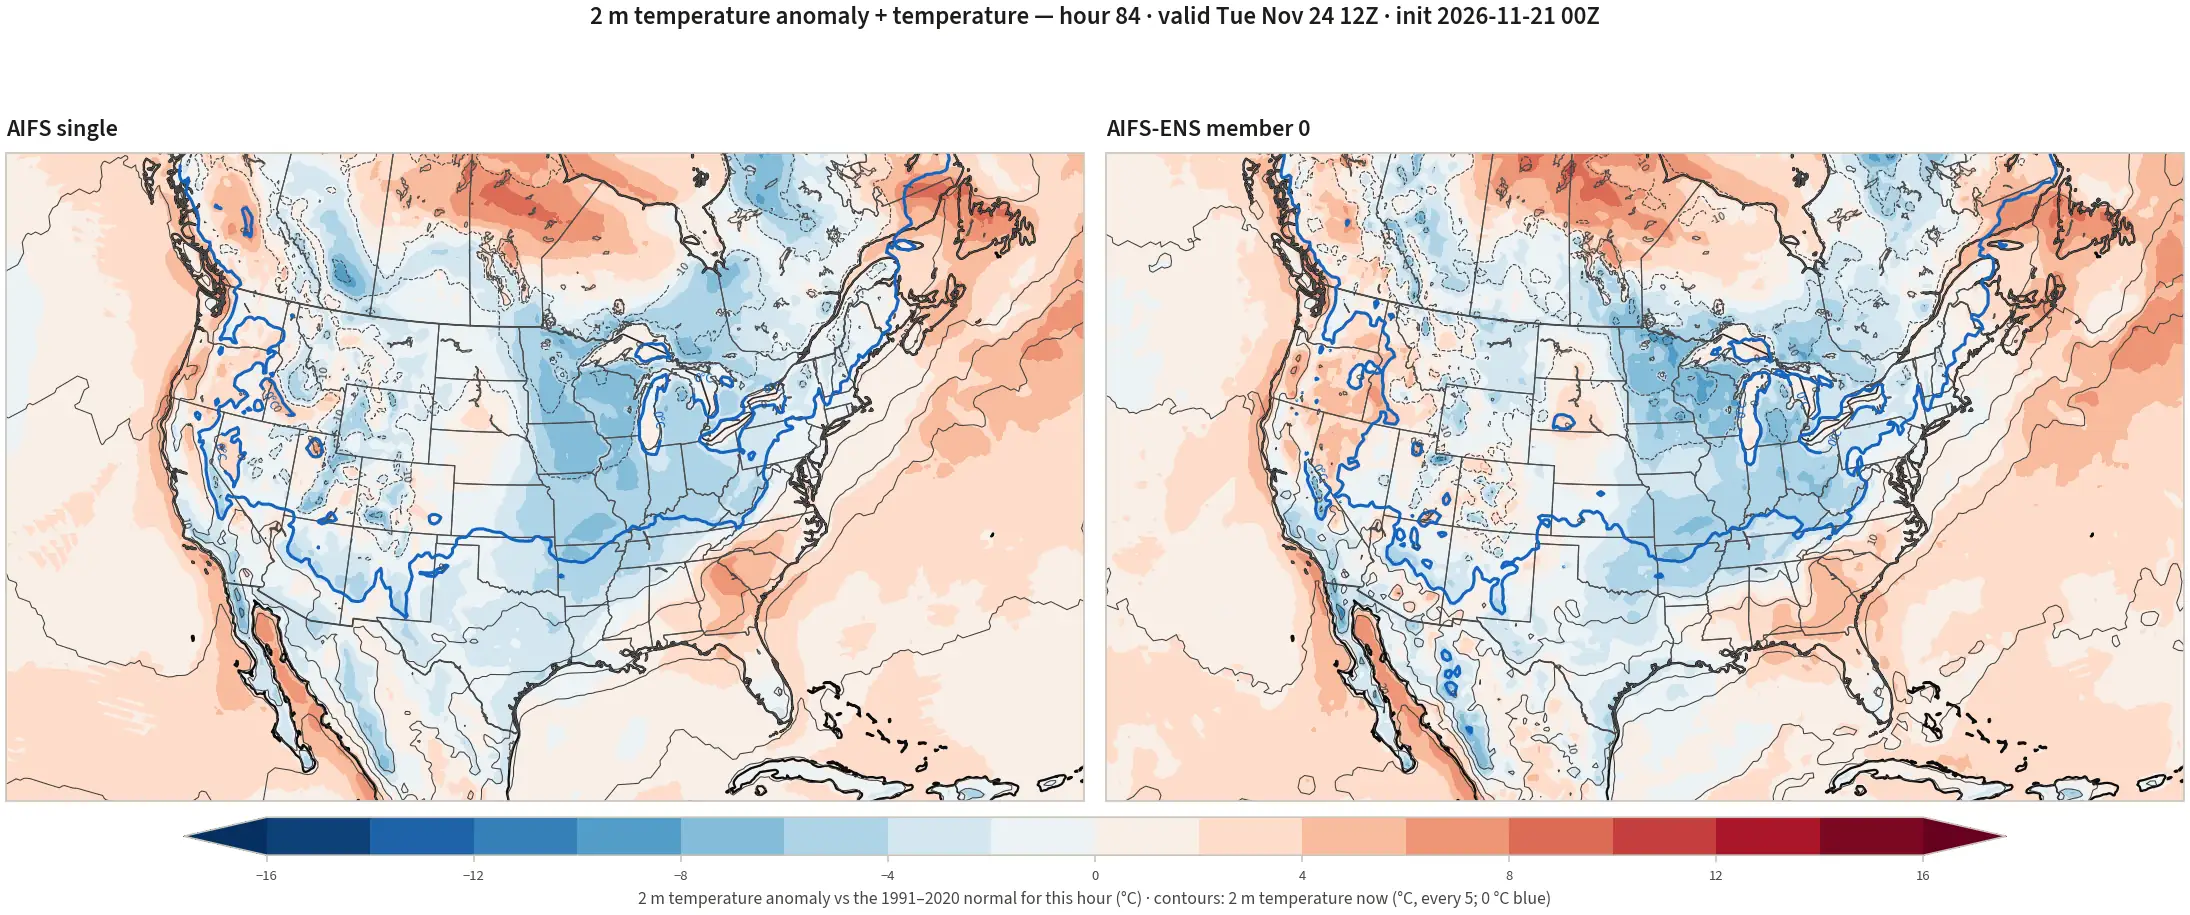 2 m temperature anomaly + temperature — hour 84 · valid Tue Nov 24 12Z · init 2026-11-21 00Z
AIFS single
AIFS-ENS member 0
−16 −12 −8 −4 0 4 8 12 16
2 m temperature anomaly vs the 1991–2020 normal for this hour (°C) · contours: 2 m temperature now (°C, every 5; 0 °C blue)